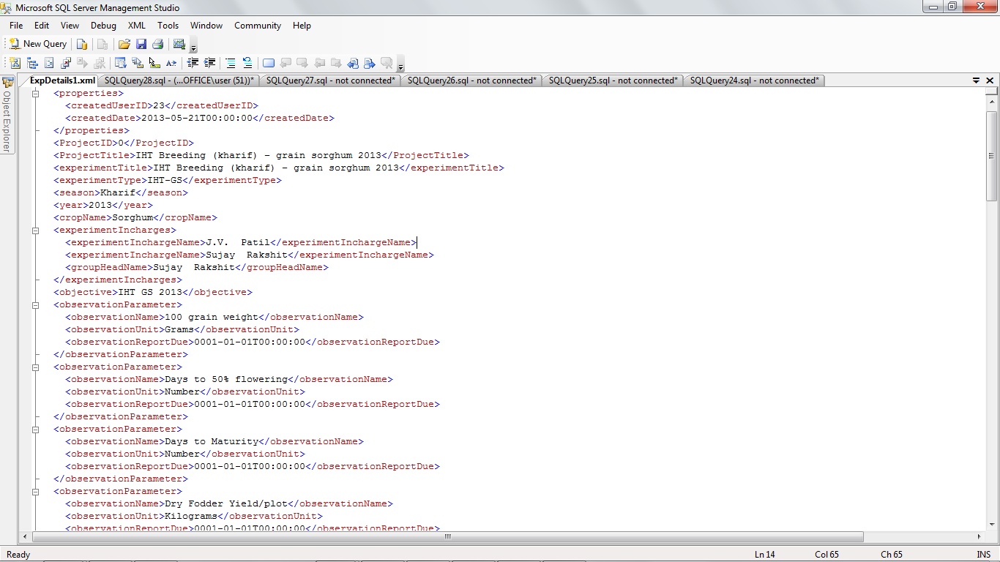 Microsoft SQL Server Management Studio
File Edit View Debug XML Tools Window Community Help
New Query
ExpDetails1.xml SQLQuery28.sql - (...OFFICE\user (51))* SQLQuery27.sql - not connected* SQLQuery26.sql - not connected* SQLQuery25.sql - not connected* SQLQuery24.sql - not connected*
Object Explorer
<properties>
<createdUserID>23</createdUserID>
<createdDate>2013-05-21T00:00:00</createdDate>
</properties>
<ProjectID>0</ProjectID>
<ProjectTitle>IHT Breeding (kharif) - grain sorghum 2013</ProjectTitle>
<experimentTitle>IHT Breeding (kharif) - grain sorghum 2013</experimentTitle>
<experimentType>IHT-GS</experimentType>
<season>Kharif</season>
<year>2013</year>
<cropName>Sorghum</cropName>
<experimentIncharges>
<experimentInchargeName>J.V.  Patil</experimentInchargeName>
<experimentInchargeName>Sujay  Rakshit</experimentInchargeName>
<groupHeadName>Sujay  Rakshit</groupHeadName>
</experimentIncharges>
<objective>IHT GS 2013</objective>
<observationParameter>
<observationName>100 grain weight</observationName>
<observationUnit>Grams</observationUnit>
<observationReportDue>0001-01-01T00:00:00</observationReportDue>
</observationParameter>
<observationParameter>
<observationName>Days to 50% flowering</observationName>
<observationUnit>Number</observationUnit>
<observationReportDue>0001-01-01T00:00:00</observationReportDue>
</observationParameter>
<observationParameter>
<observationName>Days to Maturity</observationName>
<observationUnit>Number</observationUnit>
<observationReportDue>0001-01-01T00:00:00</observationReportDue>
</observationParameter>
<observationParameter>
<observationName>Dry Fodder Yield/plot</observationName>
<observationUnit>Kilograms</observationUnit>
<observationReportDue>0001-01-01T00:00:00</observationReportDue>
Ready Ln 14 Col 65 Ch 65 INS